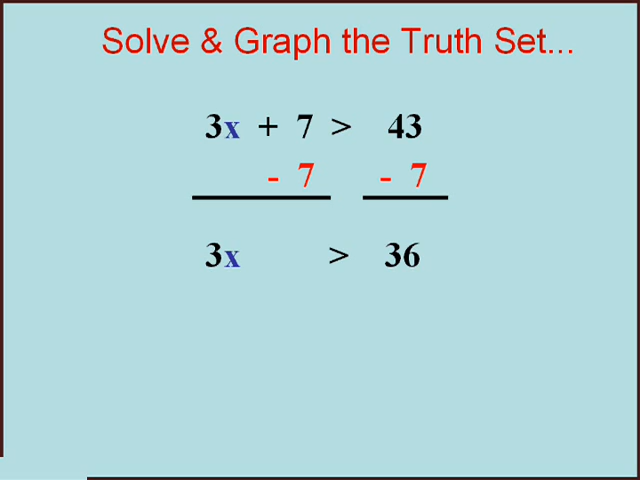 Solve & Graph the Truth Set...
3x + 7 > 43
- 7 - 7
3x > 36